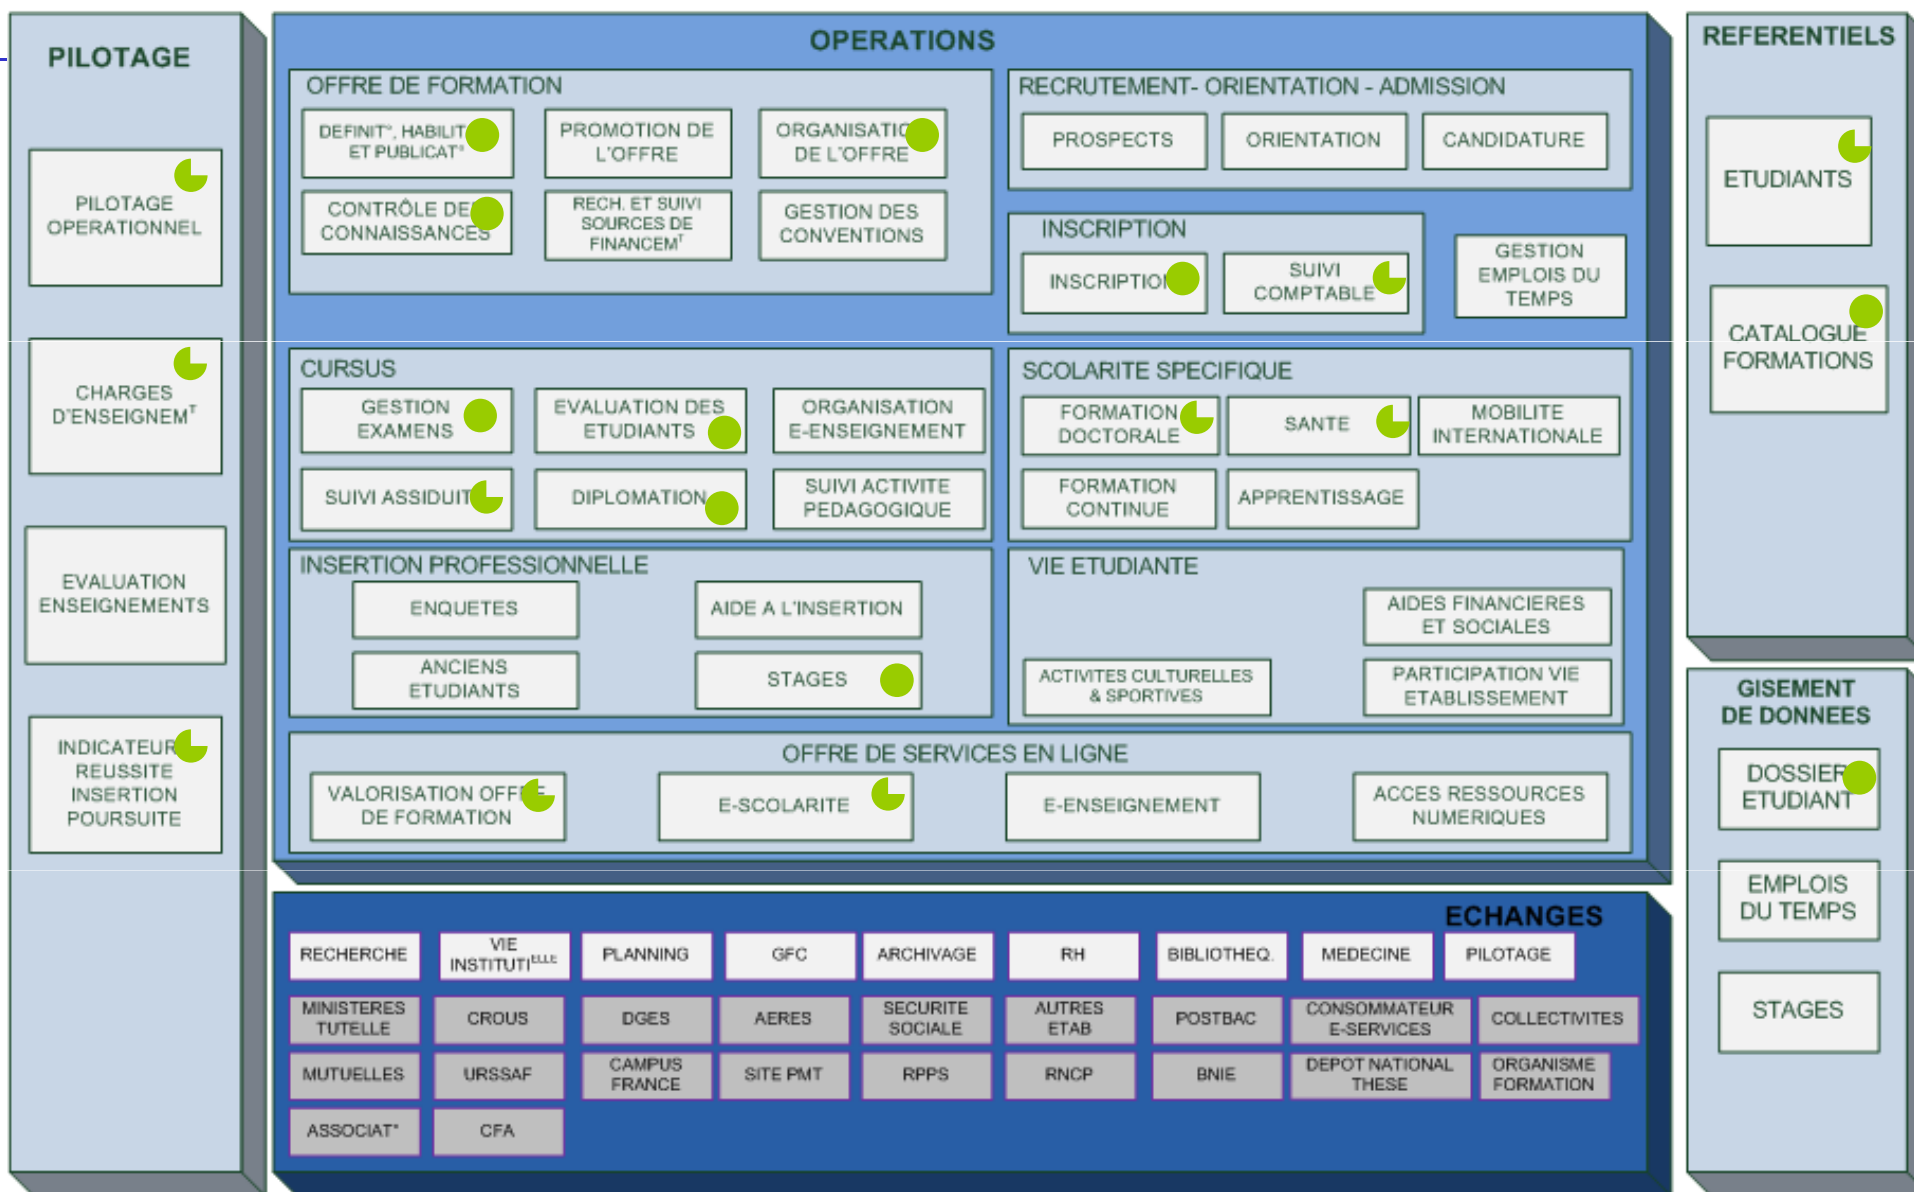 PILOTAGE
PILOTAGE
OPERATIONNEL
CHARGES
D'ENSEIGNEMT
EVALUATION
ENSEIGNEMENTS
INDICATEUR
REUSSITE
INSERTION
POURSUITE
OPERATIONS
OFFRE DE FORMATION
DEFINIT°, HABILIT
ET PUBLICAT°
PROMOTION DE
L'OFFRE
ORGANISATIO
DE L'OFFRE
CONTRÔLE DE
CONNAISSANCES
RECH. ET SUIVI
SOURCES DE
FINANCEMT
GESTION DES
CONVENTIONS
RECRUTEMENT- ORIENTATION - ADMISSION
PROSPECTS
ORIENTATION
CANDIDATURE
INSCRIPTION
INSCRIPTION
SUIVI
COMPTABLE
GESTION
EMPLOIS DU
TEMPS
CURSUS
GESTION
EXAMENS
EVALUATION DES
ETUDIANTS
ORGANISATION
E-ENSEIGNEMENT
SUIVI ASSIDUIT
DIPLOMATION
SUIVI ACTIVITE
PEDAGOGIQUE
SCOLARITE SPECIFIQUE
FORMATION
DOCTORALE
SANTE
MOBILITE
INTERNATIONALE
FORMATION
CONTINUE
APPRENTISSAGE
INSERTION PROFESSIONNELLE
ENQUETES
AIDE A L'INSERTION
ANCIENS
ETUDIANTS
STAGES
VIE ETUDIANTE
AIDES FINANCIERES
ET SOCIALES
ACTIVITES CULTURELLES
& SPORTIVES
PARTICIPATION VIE
ETABLISSEMENT
OFFRE DE SERVICES EN LIGNE
VALORISATION OFFRE
DE FORMATION
E-SCOLARITE
E-ENSEIGNEMENT
ACCES RESSOURCES
NUMERIQUES
ECHANGES
RECHERCHE
VIE
INSTITUTIELLE
PLANNING
GFC
ARCHIVAGE
RH
BIBLIOTHEQ.
MEDECINE
PILOTAGE
MINISTERES
TUTELLE
CROUS
DGES
AERES
SECURITE
SOCIALE
AUTRES
ETAB
POSTBAC
CONSOMMATEUR
E-SERVICES
COLLECTIVITES
MUTUELLES
URSSAF
CAMPUS
FRANCE
SITE PMT
RPPS
RNCP
BNIE
DEPOT NATIONAL
THESE
ORGANISME
FORMATION
ASSOCIAT°
CFA
REFERENTIELS
ETUDIANTS
CATALOGUE
FORMATIONS
GISEMENT
DE DONNEES
DOSSIER
ETUDIANT
EMPLOIS
DU TEMPS
STAGES